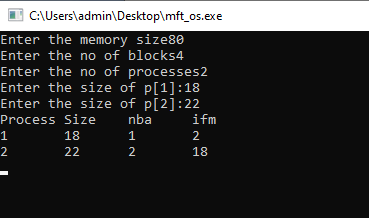 C:\Users\admin\Desktop\mft_os.exe
Enter the memory size80
Enter the no of blocks4
Enter the no of processes2
Enter the size of p[1]:18
Enter the size of p[2]:22
Process Size    nba     ifm
1       18      1       2
2       22      2       18